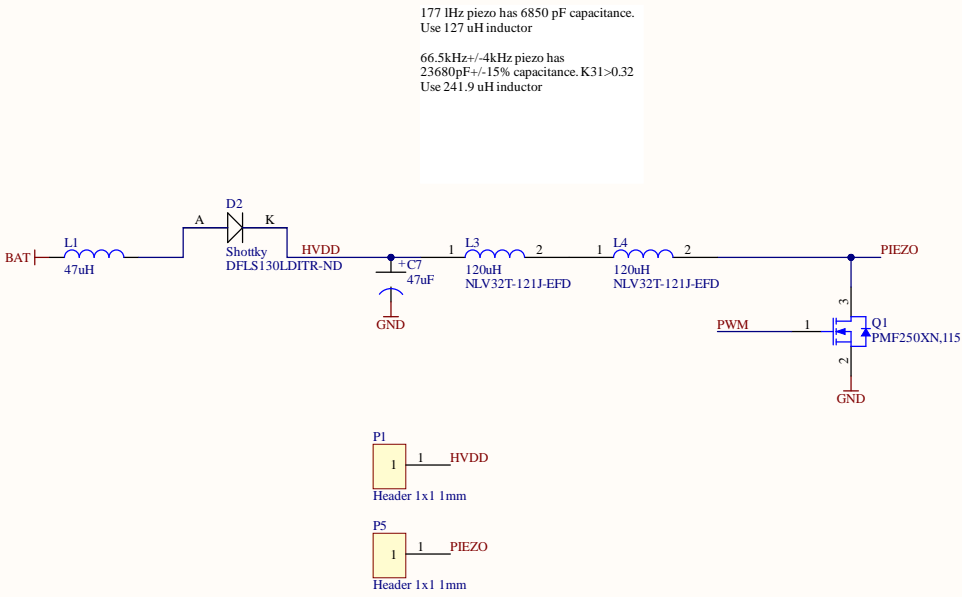 177 lHz piezo has 6850 pF capacitance.
Use 127 uH inductor
66.5kHz+/-4kHz piezo has
23680pF+/-15% capacitance. K31>0.32
Use 241.9 uH inductor
D2
A
K
Shottky
DFLS130LDITR-ND
BAT
L1
47uH
HVDD
+
C7
47uF
GND
1
L3
2
120uH
NLV32T-121J-EFD
1
L4
2
120uH
NLV32T-121J-EFD
PIEZO
3
PWM
1
Q1
PMF250XN,115
2
GND
P1
1
1
HVDD
Header 1x1 1mm
P5
1
1
PIEZO
Header 1x1 1mm